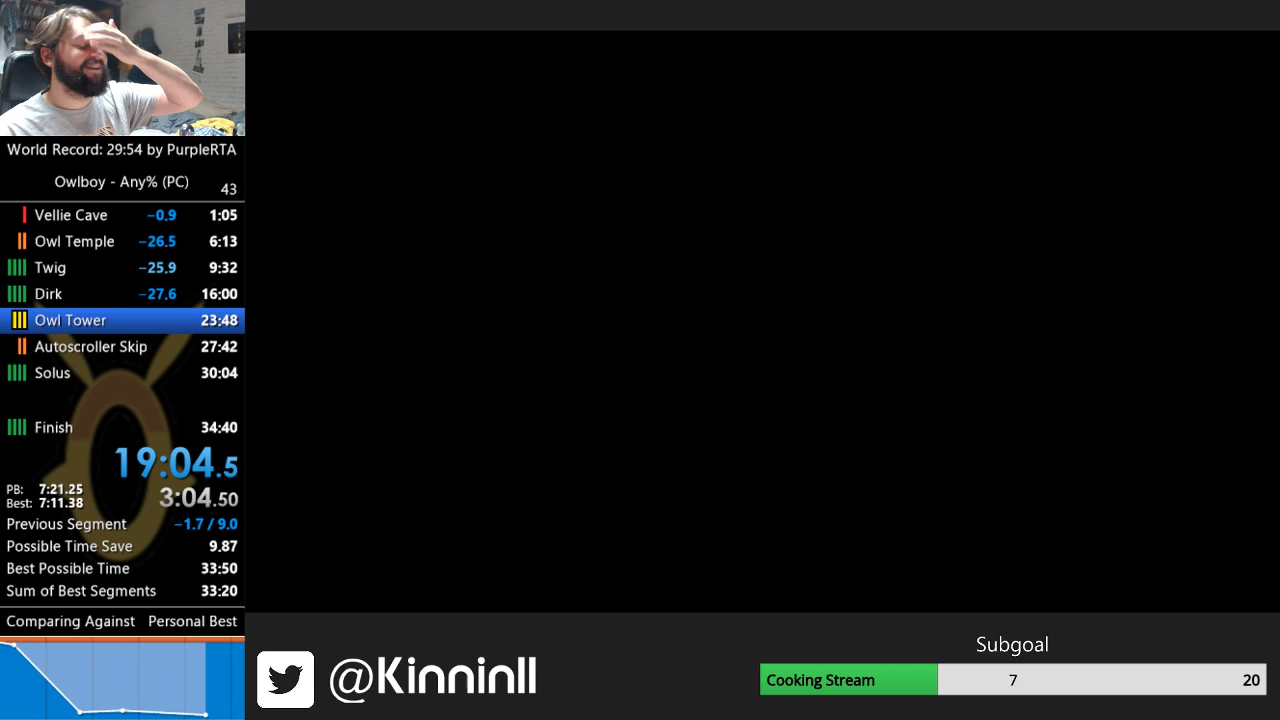 World Record: 29:54 by PurpleRTA
Owlboy - Any% (PC)
43
Vellie Cave −0.9 1:05
Owl Temple −26.5 6:13
Twig −25.9 9:32
Dirk −27.6 16:00
Owl Tower 23:48
Autoscroller Skip 27:42
Solus 30:04
Finish 34:40
19:04.5
PB: 7:21.25
Best: 7:11.38
3:04.50
Previous Segment −1.7 / 9.0
Possible Time Save 9.87
Best Possible Time 33:50
Sum of Best Segments 33:20
Comparing Against Personal Best
@Kinninll
Subgoal
Cooking Stream 7 20